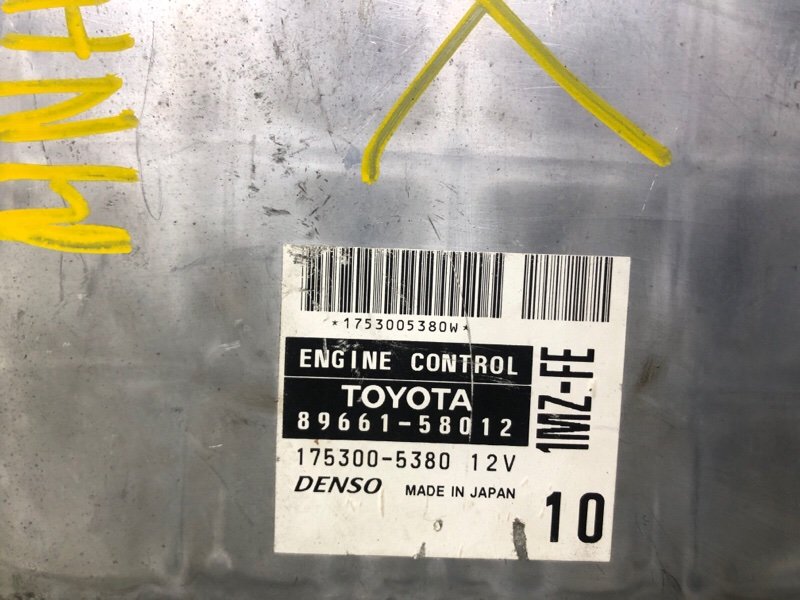 *1753005380W*
ENGINE CONTROL
TOYOTA
89661-58012
1MZ-FE
175300-5380 12V
DENSO MADE IN JAPAN
10